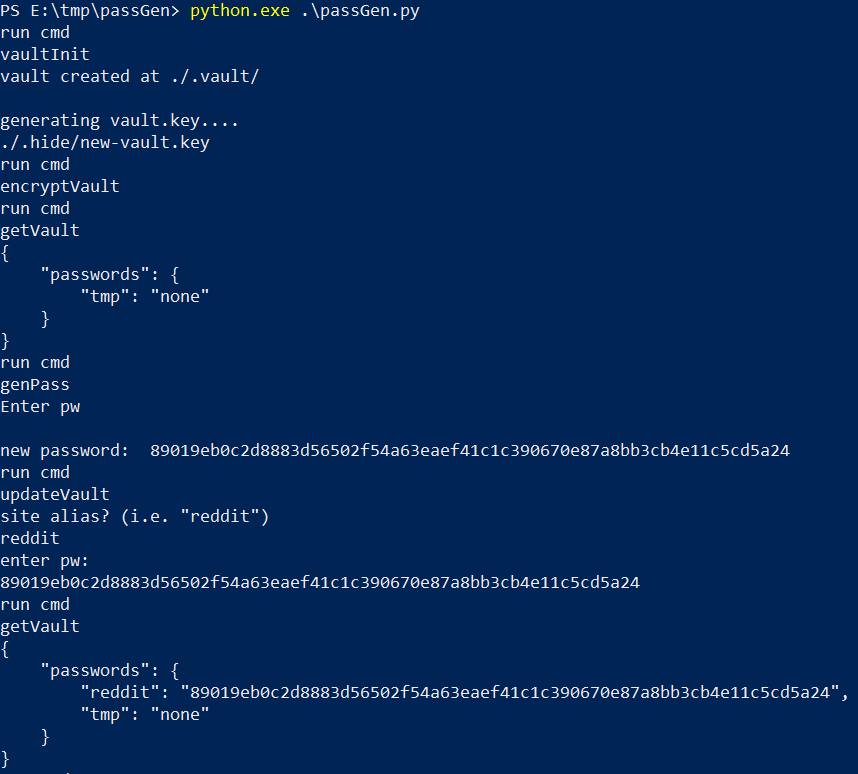 PS E:\tmp\passGen> python.exe .\passGen.py
run cmd
vaultInit
vault created at ./.vault/
generating vault.key....
./.hide/new-vault.key
run cmd
encryptVault
run cmd
getVault
{
    "passwords": {
        "tmp": "none"
    }
}
run cmd
genPass
Enter pw
new password:  89019eb0c2d8883d56502f54a63eaef41c1c390670e87a8bb3cb4e11c5cd5a24
run cmd
updateVault
site alias? (i.e. "reddit")
reddit
enter pw:
89019eb0c2d8883d56502f54a63eaef41c1c390670e87a8bb3cb4e11c5cd5a24
run cmd
getVault
{
    "passwords": {
        "reddit": "89019eb0c2d8883d56502f54a63eaef41c1c390670e87a8bb3cb4e11c5cd5a24",
        "tmp": "none"
    }
}